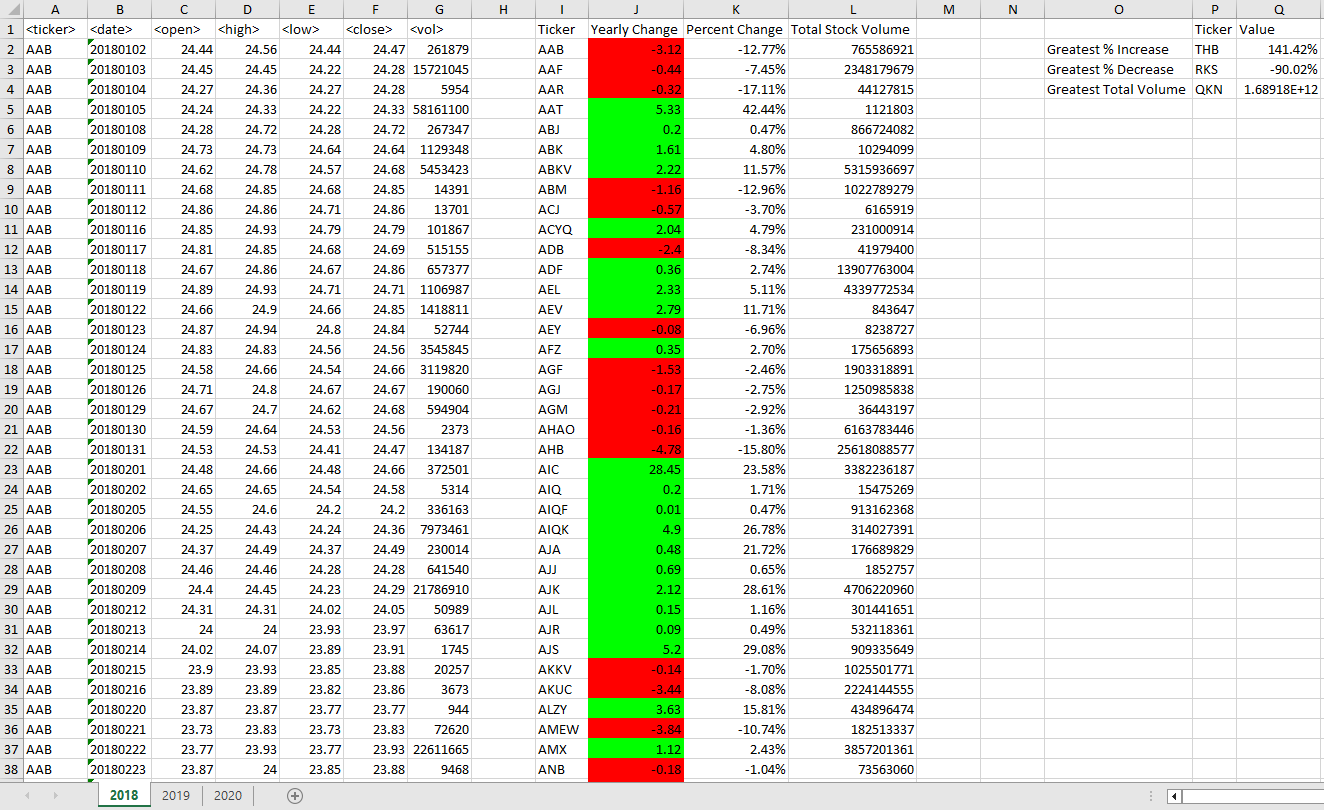 A B C D E F G H I J K L M N O P Q
1 <ticker> <date> <open> <high> <low> <close> <vol> Ticker Yearly Change Percent Change Total Stock Volume Ticker Value
2 AAB 20180102 24.44 24.56 24.44 24.47 261879 AAB -3.12 -12.77% 765586921 Greatest % Increase THB 141.42%
3 AAB 20180103 24.45 24.45 24.22 24.28 15721045 AAF -0.44 -7.45% 2348179679 Greatest % Decrease RKS -90.02%
4 AAB 20180104 24.27 24.36 24.27 24.28 5954 AAR -0.32 -17.11% 44127815 Greatest Total Volume QKN 1.68918E+12
5 AAB 20180105 24.24 24.33 24.22 24.33 58161100 AAT 5.33 42.44% 1121803
6 AAB 20180108 24.28 24.72 24.28 24.72 267347 ABJ 0.2 0.47% 866724082
7 AAB 20180109 24.73 24.73 24.64 24.64 1129348 ABK 1.61 4.80% 10294099
8 AAB 20180110 24.62 24.78 24.57 24.68 5453423 ABKV 2.22 11.57% 5315936697
9 AAB 20180111 24.68 24.85 24.68 24.85 14391 ABM -1.16 -12.96% 1022789279
10 AAB 20180112 24.86 24.86 24.71 24.86 13701 ACJ -0.57 -3.70% 6165919
11 AAB 20180116 24.85 24.93 24.79 24.79 101867 ACYQ 2.04 4.79% 231000914
12 AAB 20180117 24.81 24.85 24.68 24.69 515155 ADB -2.4 -8.34% 41979400
13 AAB 20180118 24.67 24.86 24.67 24.86 657377 ADF 0.36 2.74% 13907763004
14 AAB 20180119 24.89 24.93 24.71 24.71 1106987 AEL 2.33 5.11% 4339772534
15 AAB 20180122 24.66 24.9 24.66 24.85 1418811 AEV 2.79 11.71% 843647
16 AAB 20180123 24.87 24.94 24.8 24.84 52744 AEY -0.08 -6.96% 8238727
17 AAB 20180124 24.83 24.83 24.56 24.56 3545845 AFZ 0.35 2.70% 175656893
18 AAB 20180125 24.58 24.66 24.54 24.66 3119820 AGF -1.53 -2.46% 1903318891
19 AAB 20180126 24.71 24.8 24.67 24.67 190060 AGJ -0.17 -2.75% 1250985838
20 AAB 20180129 24.67 24.7 24.62 24.68 594904 AGM -0.21 -2.92% 36443197
21 AAB 20180130 24.59 24.64 24.53 24.56 2373 AHAO -0.16 -1.36% 6163783446
22 AAB 20180131 24.53 24.53 24.41 24.47 134187 AHB -4.78 -15.80% 25618088577
23 AAB 20180201 24.48 24.66 24.48 24.66 372501 AIC 28.45 23.58% 3382236187
24 AAB 20180202 24.65 24.65 24.54 24.58 5314 AIQ 0.2 1.71% 15475269
25 AAB 20180205 24.55 24.6 24.2 24.2 336163 AIQF 0.01 0.47% 913162368
26 AAB 20180206 24.25 24.43 24.24 24.36 7973461 AIQK 4.9 26.78% 314027391
27 AAB 20180207 24.37 24.49 24.37 24.49 230014 AJA 0.48 21.72% 176689829
28 AAB 20180208 24.46 24.46 24.28 24.28 641540 AJJ 0.69 0.65% 1852757
29 AAB 20180209 24.4 24.45 24.23 24.29 21786910 AJK 2.12 28.61% 4706220960
30 AAB 20180212 24.31 24.31 24.02 24.05 50989 AJL 0.15 1.16% 301441651
31 AAB 20180213 24 24 23.93 23.97 63617 AJR 0.09 0.49% 532118361
32 AAB 20180214 24.02 24.07 23.89 23.91 1745 AJS 5.2 29.08% 909335649
33 AAB 20180215 23.9 23.93 23.85 23.88 20257 AKKV -0.14 -1.70% 1025501771
34 AAB 20180216 23.89 23.89 23.82 23.86 3673 AKUC -3.44 -8.08% 2224144555
35 AAB 20180220 23.87 23.87 23.77 23.77 944 ALZY 3.63 15.81% 434896474
36 AAB 20180221 23.73 23.83 23.73 23.83 72620 AMEW -3.84 -10.74% 182513337
37 AAB 20180222 23.77 23.93 23.77 23.93 22611665 AMX 1.12 2.43% 3857201361
38 AAB 20180223 23.87 24 23.85 23.88 9468 ANB -0.18 -1.04% 73563060
2018 2019 2020